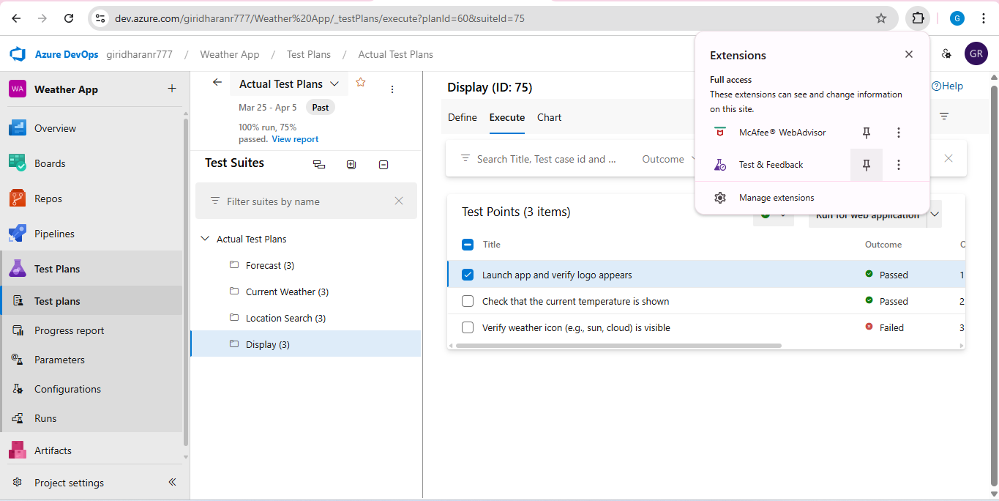 dev.azure.com/giridharanr777/Weather%20App/_testPlans/execute?planId=60&suiteId=75
G
Azure DevOps giridharanr777 / Weather App / Test Plans / Actual Test Plans
GR
WA Weather App
Overview
Boards
Repos
Pipelines
Test Plans
Test plans
Progress report
Parameters
Configurations
Runs
Artifacts
Project settings
Actual Test Plans
Mar 25 - Apr 5 Past
100% run, 75%
passed. View report
Test Suites
Filter suites by name
Actual Test Plans
Forecast (3)
Current Weather (3)
Location Search (3)
Display (3)
Display (ID: 75)
Help
Define Execute Chart
Search Title, Test case id and ... Outcome
Test Points (3 items)
Run for web application
Title Outcome
Launch app and verify logo appears Passed 1
Check that the current temperature is shown Passed 2
Verify weather icon (e.g., sun, cloud) is visible Failed 3
Extensions
Full access
These extensions can see and change information
on this site.
McAfee® WebAdvisor
Test & Feedback
Manage extensions